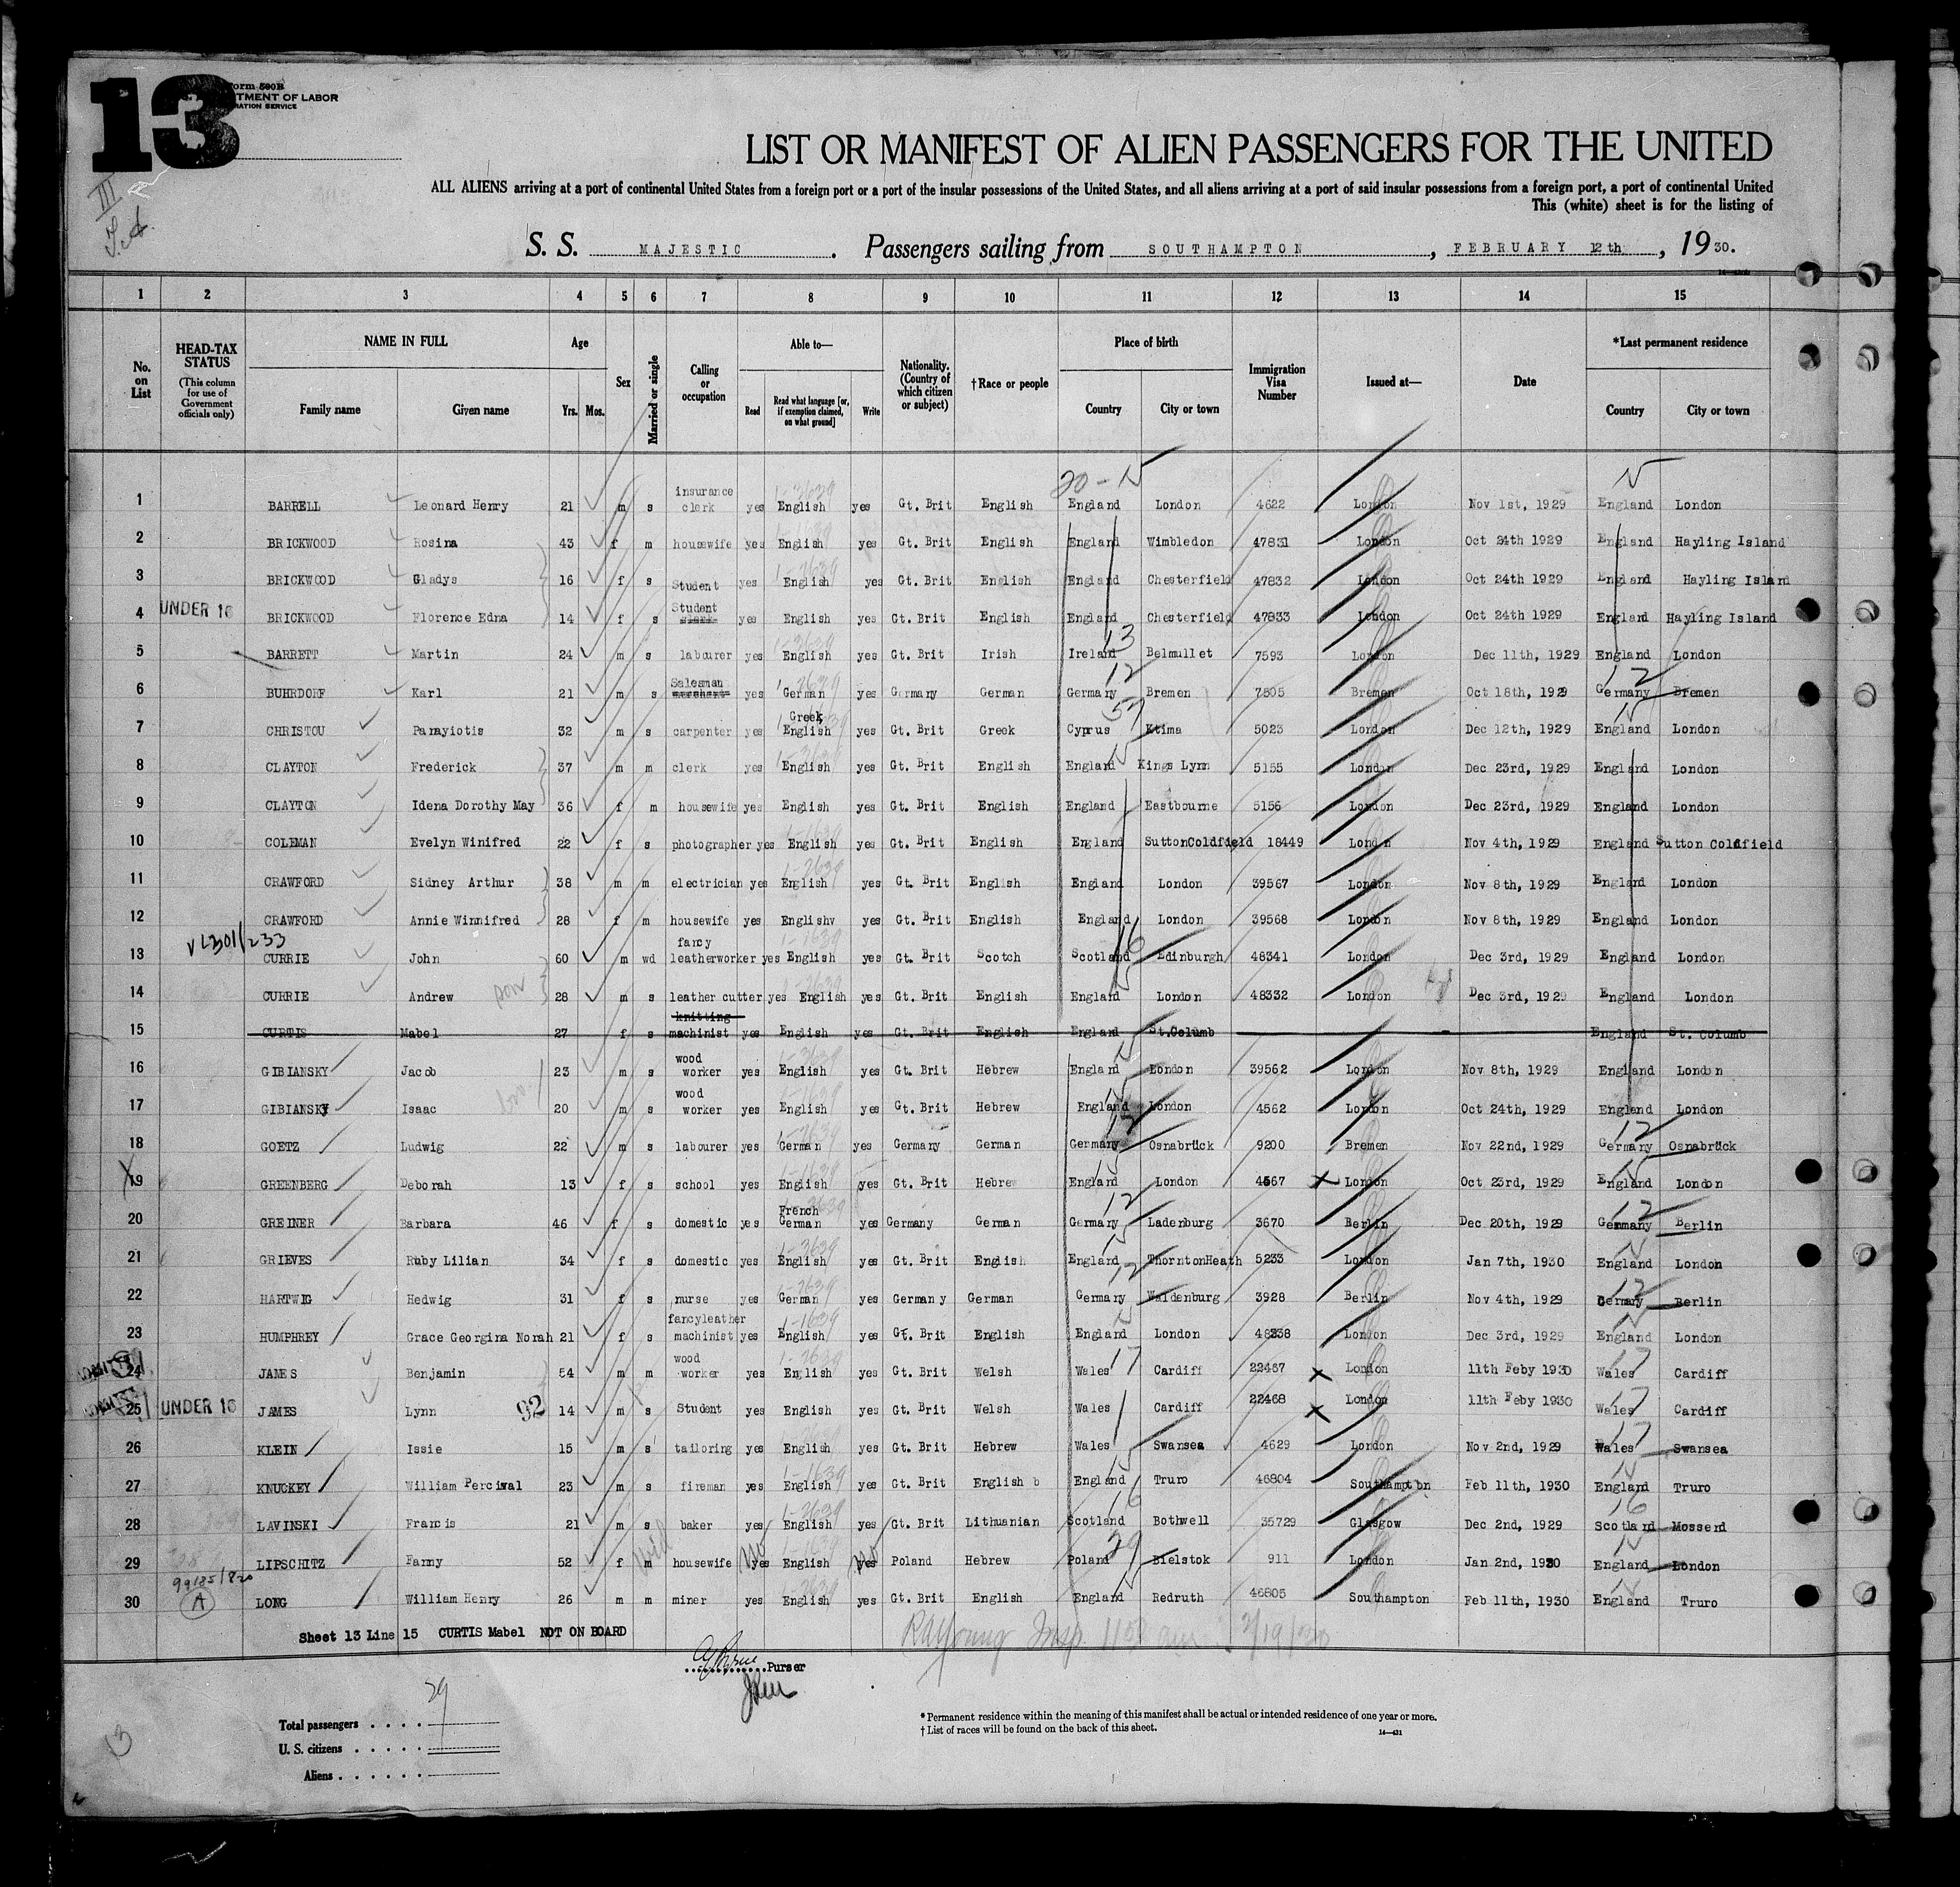 13
Form 500B
TMENT OF LABOR
RATION SERVICE
LIST OR MANIFEST OF ALIEN PASSENGERS FOR THE UNITED
ALL ALIENS arriving at a port of continental United States from a foreign port or a port of the insular possessions of the United States, and all aliens arriving at a port of said insular possessions from a foreign port, a port of continental United
This (white) sheet is for the listing of
S. S. MAJESTIC. Passengers sailing from SOUTHAMPTON, FEBRUARY 12th, 1930.
1 2 3 4 5 6 7 8 9 10 11 12 13 14 15
No. on List HEAD-TAX STATUS (This column for use of Government officials only) NAME IN FULL Family name Given name Age Yrs. Mos. Sex Married or single Calling or occupation Able to— Read Read what language [or, if exemption claimed, on what ground] Write Nationality. (Country of which citizen or subject) †Race or people Place of birth Country City or town Immigration Visa Number Issued at— Date *Last permanent residence Country City or town
1 BARRELL Leonard Henry 21 m s insurance clerk yes English yes Gt. Brit English England London 4622 London Nov 1st, 1929 England London
2 BRICKWOOD Rosina 43 f m housewife yes English yes Gt. Brit English England Wimbledon 47831 London Oct 24th 1929 England Hayling Island
3 BRICKWOOD Gladys 16 f s Student yes English yes Gt. Brit English England Chesterfield 47832 London Oct 24th 1929 England Hayling Island
4 UNDER 16 BRICKWOOD Florence Edna 14 f s Student yes English yes Gt. Brit English England Chesterfield 47833 London Oct 24th 1929 England Hayling Island
5 BARRETT Martin 24 m s labourer yes English yes Gt. Brit Irish Ireland Belmullet 7593 London Dec 11th, 1929 England London
6 BUHRDORF Karl 21 m s Salesman yes German yes Germany German Germany Bremen 7805 Bremen Oct 18th, 1929 Germany Bremen
7 CHRISTOU Panayiotis 32 m s carpenter yes Greek English yes Gt. Brit Greek Cyprus Ktima 5023 London Dec 12th, 1929 England London
8 CLAYTON Frederick 37 m m clerk yes English yes Gt. Brit English England Kings Lynn 5155 London Dec 23rd, 1929 England London
9 CLAYTON Idena Dorothy May 36 f m housewife yes English yes Gt. Brit English England Eastbourne 5156 London Dec 23rd, 1929 England London
10 COLEMAN Evelyn Winifred 22 f s photographer yes English yes Gt. Brit English England SuttonColdfield 18449 London Nov 4th, 1929 England Sutton Coldfield
11 CRAWFORD Sidney Arthur 38 m m electrician yes English yes Gt. Brit English England London 39567 London Nov 8th, 1929 England London
12 CRAWFORD Annie Winnifred 28 f m housewife yes Englishv yes Gt. Brit English England London 39568 London Nov 8th, 1929 England London
13 CURRIE John 60 m wd fancy leatherworker yes English yes Gt. Brit Scotch Scotland Edinburgh 48341 London Dec 3rd, 1929 England London
14 CURRIE Andrew son 28 m s leather cutter yes English yes Gt. Brit English England London 48332 London Dec 3rd, 1929 England London
15 CURTIS Mabel 27 f s knitting machinist yes English yes Gt. Brit English England St.Columb England St. Columb
16 GIBIANSKY Jacob 23 m s wood worker yes English yes Gt. Brit Hebrew England London 39562 London Nov 8th, 1929 England London
17 GIBIANSKY Isaac 20 m s wood worker yes English yes Gt. Brit Hebrew England London 4562 London Oct 24th, 1929 England London
18 GOETZ Ludwig 22 m s labourer yes German yes Germany German Germany Osnabrück 9200 Bremen Nov 22nd, 1929 Germany Osnabrück
19 GREENBERG Deborah 13 f s school yes English yes Gt. Brit Hebrew England London 4567 London Oct 23rd, 1929 England London
20 GREINER Barbara 46 f s domestic yes French German yes Germany German Germany Ladenburg 3670 Berlin Dec 20th, 1929 Germany Berlin
21 GRIEVES Ruby Lilian 34 f s domestic yes English yes Gt. Brit English England ThorntonHeath 5233 London Jan 7th, 1930 England London
22 HARTWIG Hedwig 31 f s nurse yes German yes Germany German Germany Waldenburg 3928 Berlin Nov 4th, 1929 Germany Berlin
23 HUMPHREY Grace Georgina Norah 21 f s fancyleather machinist yes English yes Gt. Brit English England London 48338 London Dec 3rd, 1929 England London
24 JAMES Benjamin 54 m m wood worker yes English yes Gt. Brit Welsh Wales Cardiff 22467 London 11th Feby 1930 Wales Cardiff
25 UNDER 16 JAMES Lynn 92 14 m s Student yes English yes Gt. Brit Welsh Wales Cardiff 22468 London 11th Feby 1930 Wales Cardiff
26 KLEIN Issie 15 m s tailoring yes English yes Gt. Brit Hebrew Wales Swansea 4629 London Nov 2nd, 1929 Wales Swansea
27 KNUCKEY William Percival 23 m s fireman yes English yes Gt. Brit English b England Truro 46804 Southampton Feb 11th, 1930 England Truro
28 LAVINSKI Francis 21 m s baker yes English yes Gt. Brit Lithuanian Scotland Bothwell 35729 Glasgow Dec 2nd, 1929 Scotland Mossend
29 LIPSCHITZ Fanny 52 f m housewife yes English yes Poland Hebrew Poland Bielstok 911 London Jan 2nd, 1930 England London
30 A LONG William Henry 26 m m miner yes English yes Gt. Brit English England Redruth 46805 Southampton Feb 11th, 1930 England Truro
Sheet 13 Line 15 CURTIS Mabel NOT ON BOARD
Purser
Total passengers 29
U. S. citizens
Aliens
* Permanent residence within the meaning of this manifest shall be actual or intended residence of one year or more.
† List of races will be found on the back of this sheet.
14—431